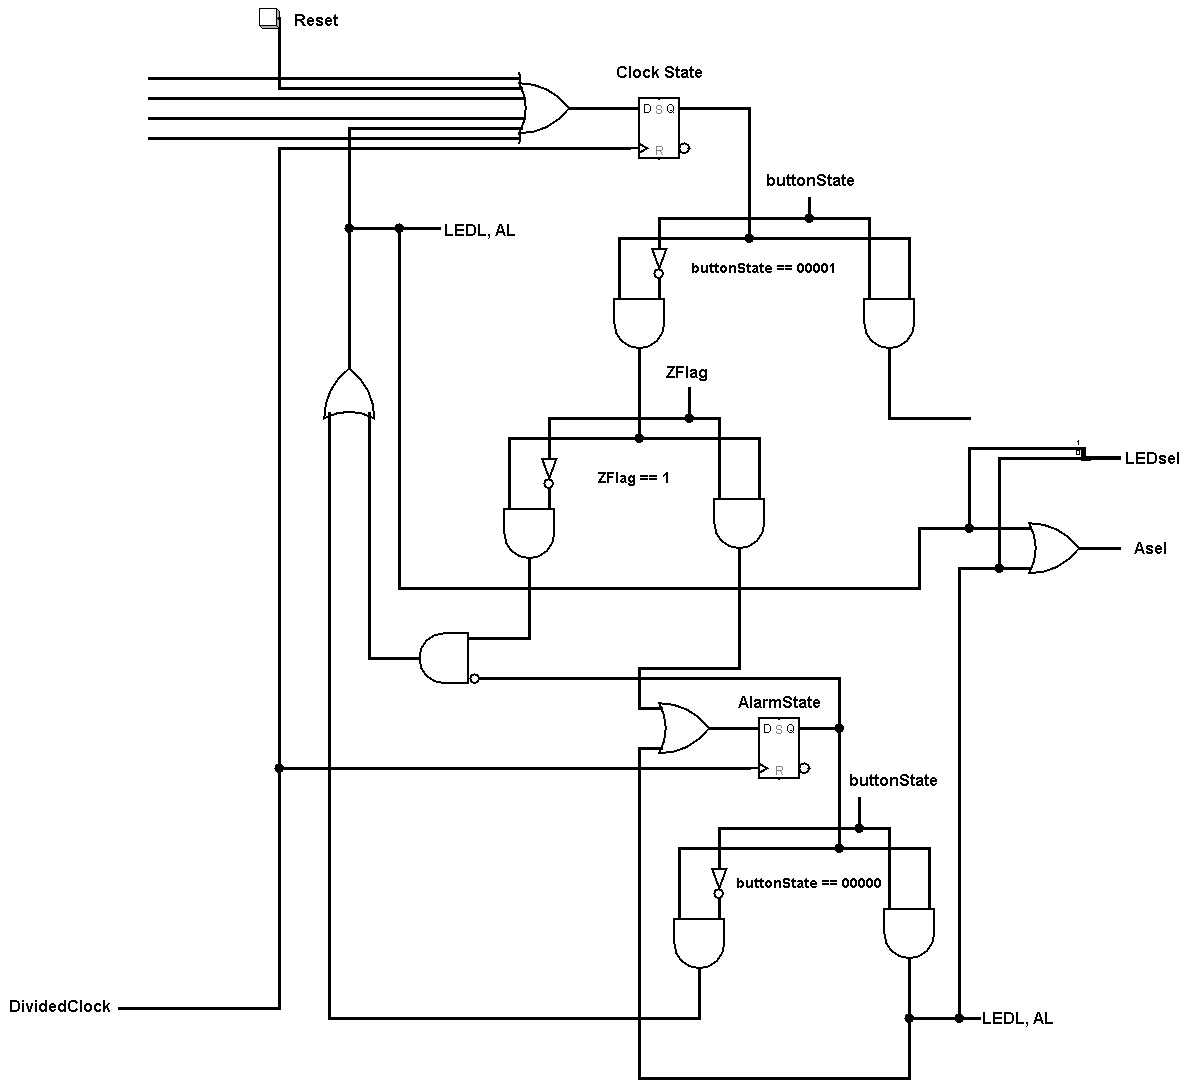 Reset
Clock State
D S Q
R
buttonState
LEDL, AL
buttonState == 00001
ZFlag
1
0
LEDsel
ZFlag == 1
Asel
AlarmState
D S Q
R
buttonState
buttonState == 00000
DividedClock
LEDL, AL